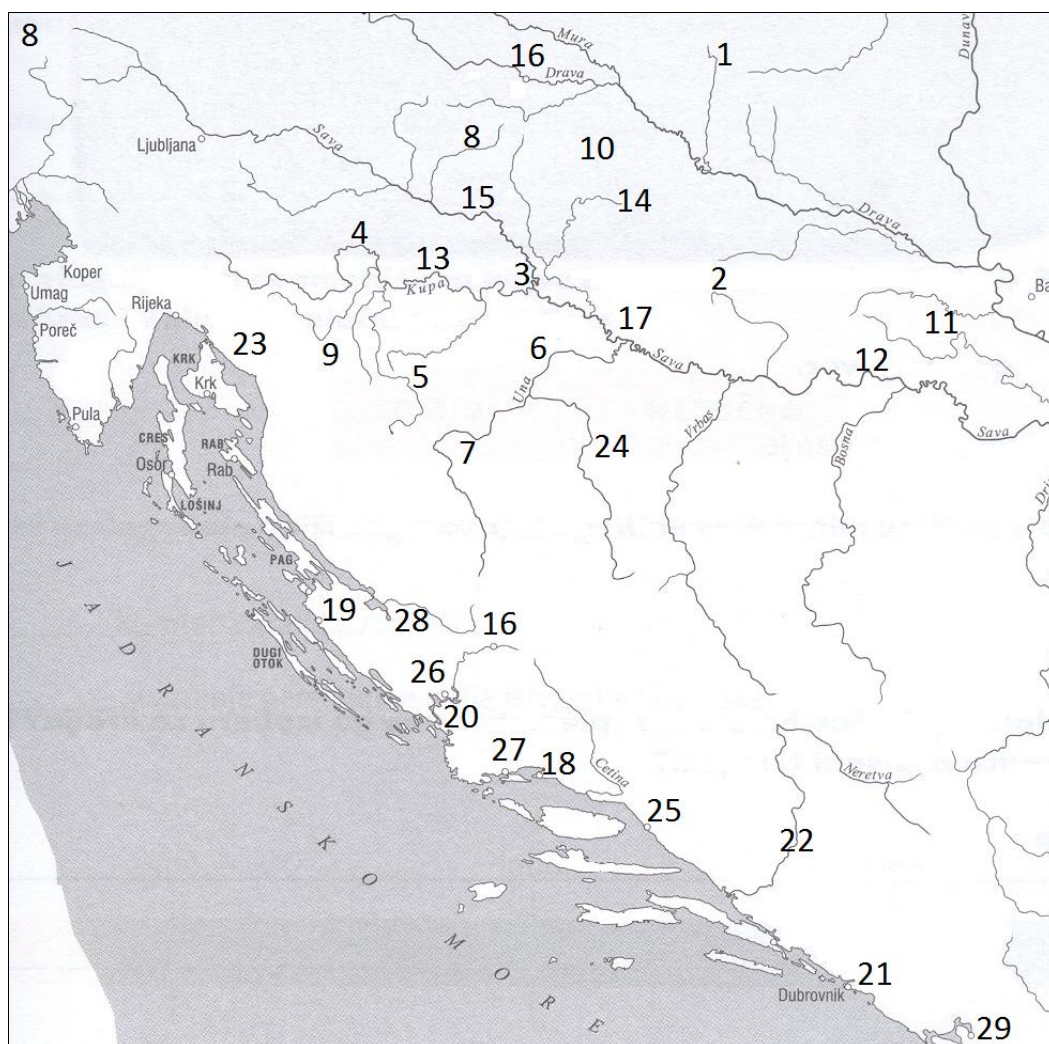 8
16
Mura
Drava
1
Dunav
Ljubljana
Sava
8
10
15
14
4
13
3
Drava
Koper
Umag
Kupa
2
Ba
Rijeka
Poreč
23
9
17
11
6
Sava
12
KRK
Krk
5
Una
Vrbas
Pula
CRES
RAB
7
24
Bosna
Sava
Osor
Rab
LOŠINJ
Dri
PAG
19
28
16
DUGI
OTOK
26
20
27
18
Cetina
Neretva
25
22
JADRANSKO MORE
Dubrovnik
21
29